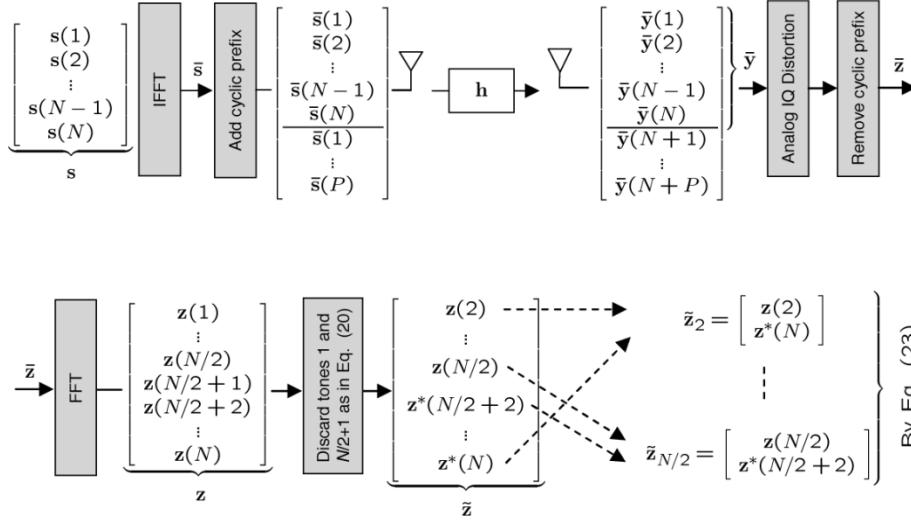 s(1)
s(2)
⋮
s(N−1)
s(N)
s
IFFT
s̄
Add cyclic prefix
s̄(1)
s̄(2)
⋮
s̄(N−1)
s̄(N)
s̄(1)
⋮
s̄(P)
h
ȳ(1)
ȳ(2)
⋮
ȳ(N−1)
ȳ(N)
ȳ(N+1)
⋮
ȳ(N+P)
ȳ
Analog IQ Distortion
Remove cyclic prefix
z̄
z̄
FFT
z(1)
⋮
z(N/2)
z(N/2+1)
z(N/2+2)
⋮
z(N)
z
Discard tones 1 and
N/2+1 as in Eq. (20)
z(2)
⋮
z(N/2)
z*(N/2+2)
⋮
z*(N)
z̃
z̃₂ = [ z(2)
z*(N) ]
z̃_{N/2} = [ z(N/2)
z*(N/2+2) ]
By Eq. (23)